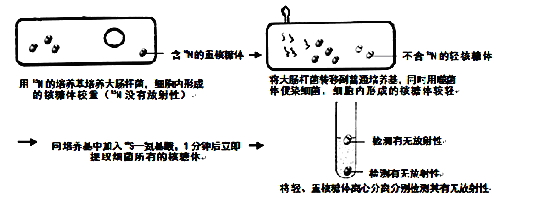 含¹⁵N的重核糖体
不含¹⁵N的轻核糖体
用¹⁵N的培养基培养大肠杆菌，细胞内形成
的核糖体较重（¹⁵N没有放射性）
将大肠杆菌转移到普通培养基，同时用噬菌
体侵染细菌，细胞内形成的核糖体较轻
向培养基中加入³⁵S—氨基酸，1分钟后立即
提取细菌所有的核糖体
检测有无放射性
检测有无放射性
将轻、重核糖体离心分离分别检测其有无放射性